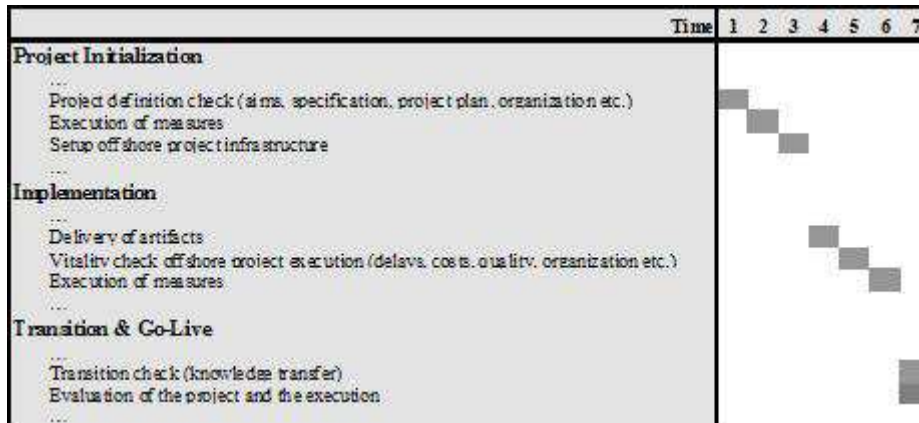 Time 1 2 3 4 5 6 7
Project Initialization
...
Project definition check (aims, specification, project plan, organization etc.)
Execution of measures
Setup offshore project infrastructure
...
Implementation
...
Delivery of artifacts
Vitality check offshore project execution (delays, costs, quality, organization etc.)
Execution of measures
...
Transition & Go-Live
...
Transition check (knowledge transfer)
Evaluation of the project and the execution
...